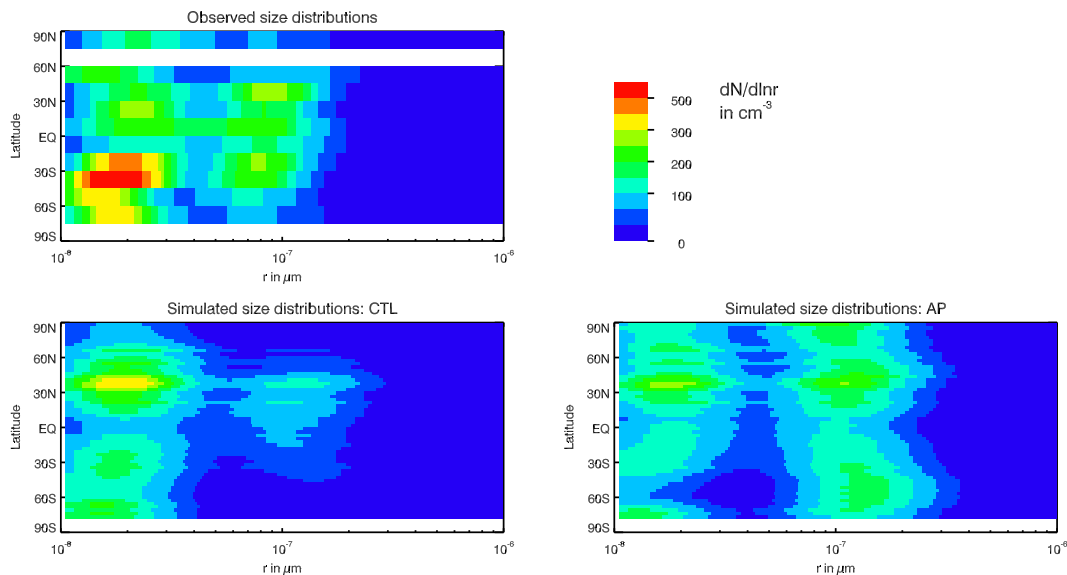 Observed size distributions
90N
60N
30N
EQ
30S
60S
90S
Latitude
10⁻⁸
10⁻⁷
10⁻⁶
r in μm
dN/dlnr
in cm⁻³
500
300
200
100
0
Simulated size distributions: CTL
90N
60N
30N
EQ
30S
60S
90S
Latitude
10⁻⁸
10⁻⁷
10⁻⁶
r in μm
Simulated size distributions: AP
90N
60N
30N
EQ
30S
60S
90S
Latitude
10⁻⁸
10⁻⁷
10⁻⁶
r in μm